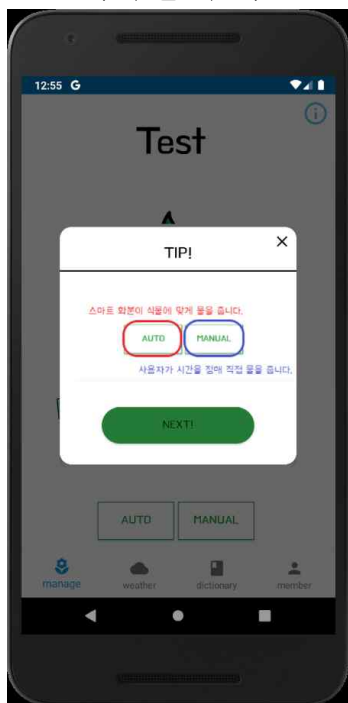 12:55 G
Test
TIP!
스마트 화분이 식물에 맞게 물을 줍니다.
AUTO MANUAL
사용자가 시간을 정해 직접 물을 줍니다.
NEXT!
AUTO MANUAL
manage weather dictionary member